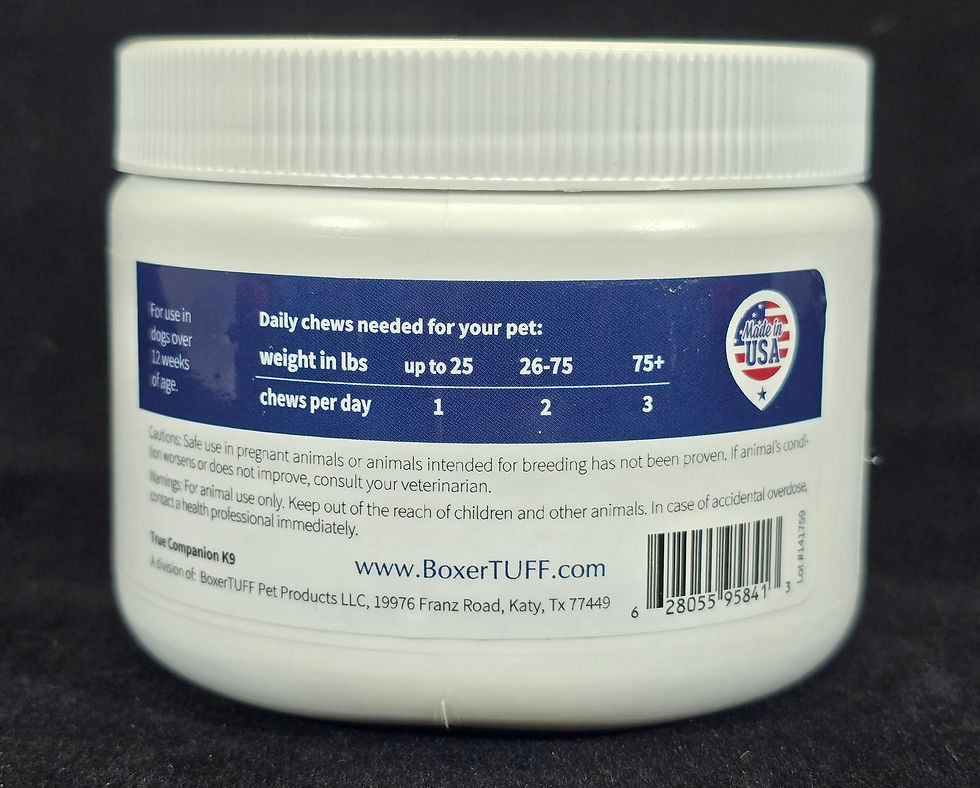 For use in
dogs over
12 weeks
of age.
Daily chews needed for your pet:
weight in lbs up to 25 26-75 75+
chews per day 1 2 3
Made in
USA
Cautions: Safe use in pregnant animals or animals intended for breeding has not been proven. If animal's condi-
tion worsens or does not improve, consult your veterinarian.
Warnings: For animal use only. Keep out of the reach of children and other animals. In case of accidental overdose,
contact a health professional immediately.
True Companion K9
A division of: BoxerTUFF Pet Products LLC, 19976 Franz Road, Katy, Tx 77449
www.BoxerTUFF.com
6 28055 95841 3
Lot #141759